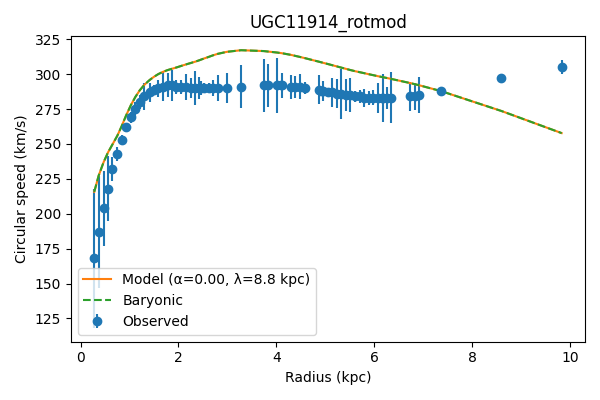 UGC11914_rotmod
Circular speed (km/s)
325
300
275
250
225
200
175
150
125
Model (α=0.00, λ=8.8 kpc)
Baryonic
Observed
0 2 4 6 8 10
Radius (kpc)